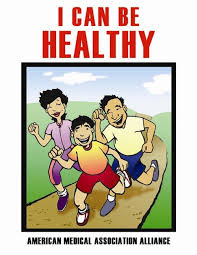 I CAN BE
HEALTHY
AMERICAN MEDICAL ASSOCIATION ALLIANCE